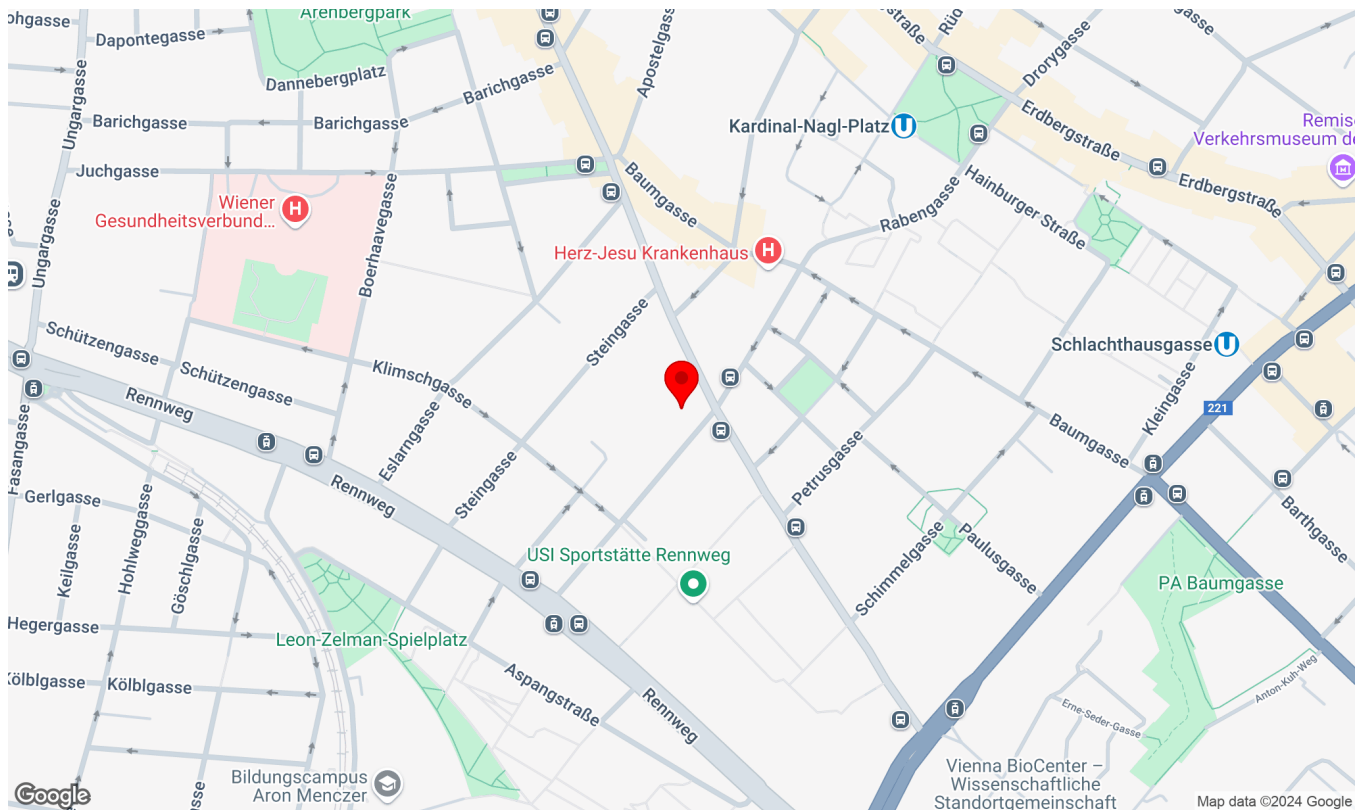 ohgasse
Dapontegasse
Arenbergpark
Dannebergplatz
Barichgasse
Apostelgasse
Ungargasse
Barichgasse
Barichgasse
Juchgasse
Wiener
Gesundheitsverbund...
Boerhaavegasse
Ungargasse
Baumgasse
Herz-Jesu Krankenhaus
Kardinal-Nagl-Platz
Drorygasse
Erdbergstraße
Erdbergstraße
Remise
Verkehrsmuseum de
Rabengasse
Hainburger Straße
Schlachthausgasse
221
Kleingasse
Baumgasse
Barthgasse
Schützengasse
Schützengasse
Klimschgasse
Steingasse
Steingasse
Eslarngasse
Rennweg
Rennweg
Rennweg
Fasangasse
Gerlgasse
Keilgasse
Hohlweggasse
Göschlgasse
Hegergasse
Kölblgasse
Kölblgasse
Leon-Zelman-Spielplatz
Aspangstraße
USI Sportstätte Rennweg
Petrusgasse
Schimmelgasse
Paulusgasse
PA Baumgasse
Anton-Kuh-Weg
Erne-Seder-Gasse
Vienna BioCenter –
Wissenschaftliche
Standortgemeinschaft
Bildungscampus
Aron Menczer
Google
Map data ©2024 Google